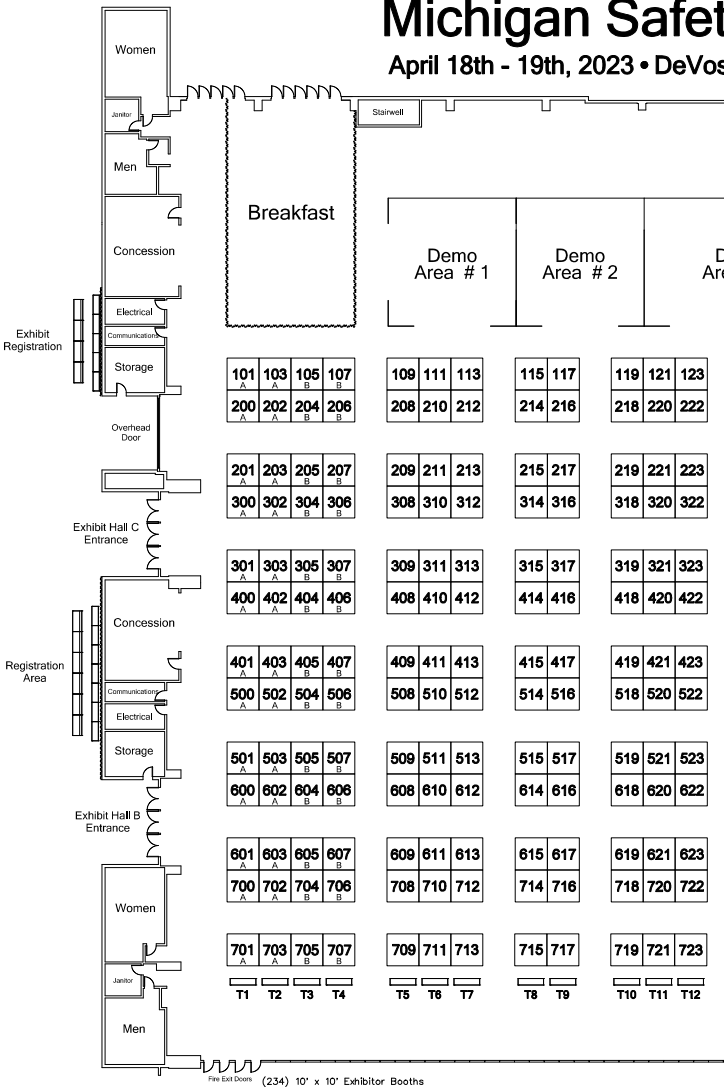 Michigan Safet
April 18th - 19th, 2023 • DeVos
Women
Janitor
Men
Concession
Electrical
Communications
Storage
Exhibit
Registration
Overhead
Door
Exhibit Hall C
Entrance
Concession
Registration
Area
Communications
Electrical
Storage
Exhibit Hall B
Entrance
Women
Janitor
Men
Stairwell
Breakfast
Demo
Area # 1
Demo
Area # 2
D
Are
101 103 105 107 109 111 113 115 117 119 121 123
A A B B
200 202 204 206 208 210 212 214 216 218 220 222
A A B B
201 203 205 207 209 211 213 215 217 219 221 223
A A B B
300 302 304 306 308 310 312 314 316 318 320 322
A A B B
301 303 305 307 309 311 313 315 317 319 321 323
A A B B
400 402 404 406 408 410 412 414 416 418 420 422
A A B B
401 403 405 407 409 411 413 415 417 419 421 423
A A B B
500 502 504 506 508 510 512 514 516 518 520 522
A A B B
501 503 505 507 509 511 513 515 517 519 521 523
A A B B
600 602 604 606 608 610 612 614 616 618 620 622
A A B B
601 603 605 607 609 611 613 615 617 619 621 623
A A B B
700 702 704 706 708 710 712 714 716 718 720 722
A A B B
701 703 705 707 709 711 713 715 717 719 721 723
A A B B
T1 T2 T3 T4 T5 T6 T7 T8 T9 T10 T11 T12
Fire Exit Doors
(234) 10' x 10' Exhibitor Booths